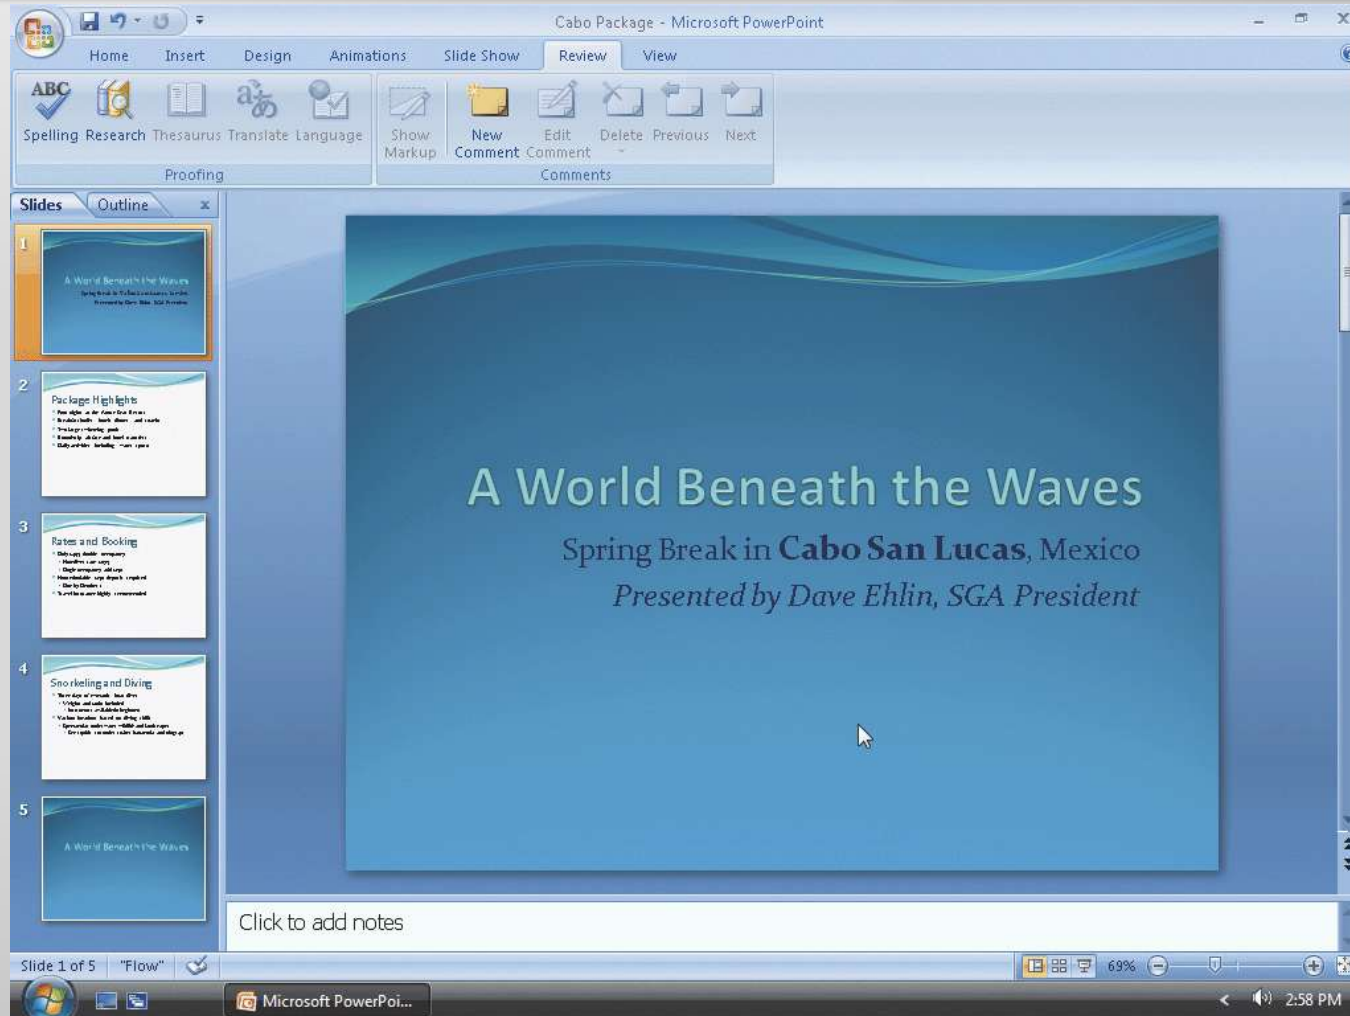 Cabo Package - Microsoft PowerPoint
Home Insert Design Animations Slide Show Review View
ABC
Spelling Research Thesaurus Translate Language
Show Markup
New Comment
Edit Comment
Delete Previous Next
Proofing
Comments
Slides Outline x
1
A World Beneath the Waves
2
Package Highlights
3
Rates and Booking
4
Snorkeling and Diving
5
A World Beneath the Waves
A World Beneath the Waves
Spring Break in Cabo San Lucas, Mexico
Presented by Dave Ehlin, SGA President
Click to add notes
Slide 1 of 5 "Flow" 69%
Microsoft PowerPoi... 2:58 PM